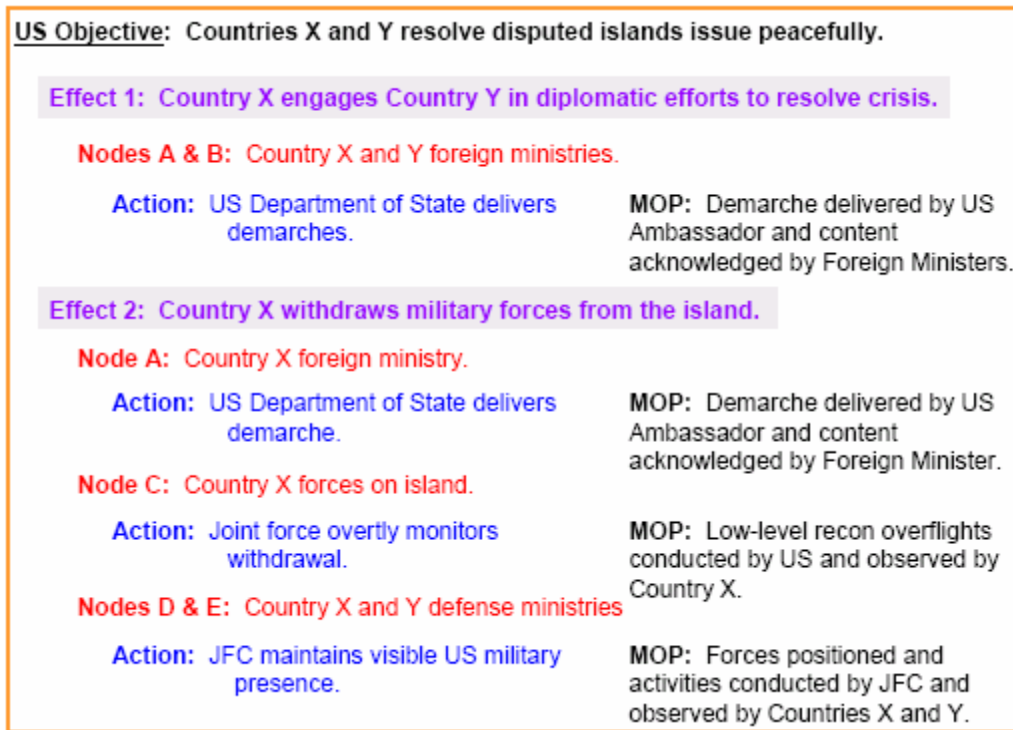 US Objective: Countries X and Y resolve disputed islands issue peacefully.
Effect 1: Country X engages Country Y in diplomatic efforts to resolve crisis.
Nodes A & B: Country X and Y foreign ministries.
Action: US Department of State delivers
demarches.
MOP: Demarche delivered by US
Ambassador and content
acknowledged by Foreign Ministers.
Effect 2: Country X withdraws military forces from the island.
Node A: Country X foreign ministry.
Action: US Department of State delivers
demarche.
MOP: Demarche delivered by US
Ambassador and content
acknowledged by Foreign Minister.
Node C: Country X forces on island.
Action: Joint force overtly monitors
withdrawal.
MOP: Low-level recon overflights
conducted by US and observed by
Country X.
Nodes D & E: Country X and Y defense ministries
Action: JFC maintains visible US military
presence.
MOP: Forces positioned and
activities conducted by JFC and
observed by Countries X and Y.